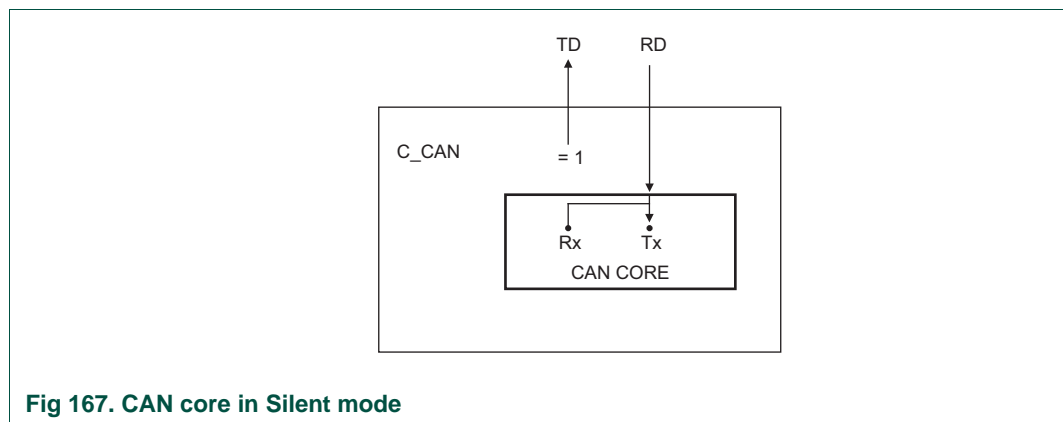 TD RD
C_CAN
= 1
Rx Tx
CAN CORE
Fig 167. CAN core in Silent mode